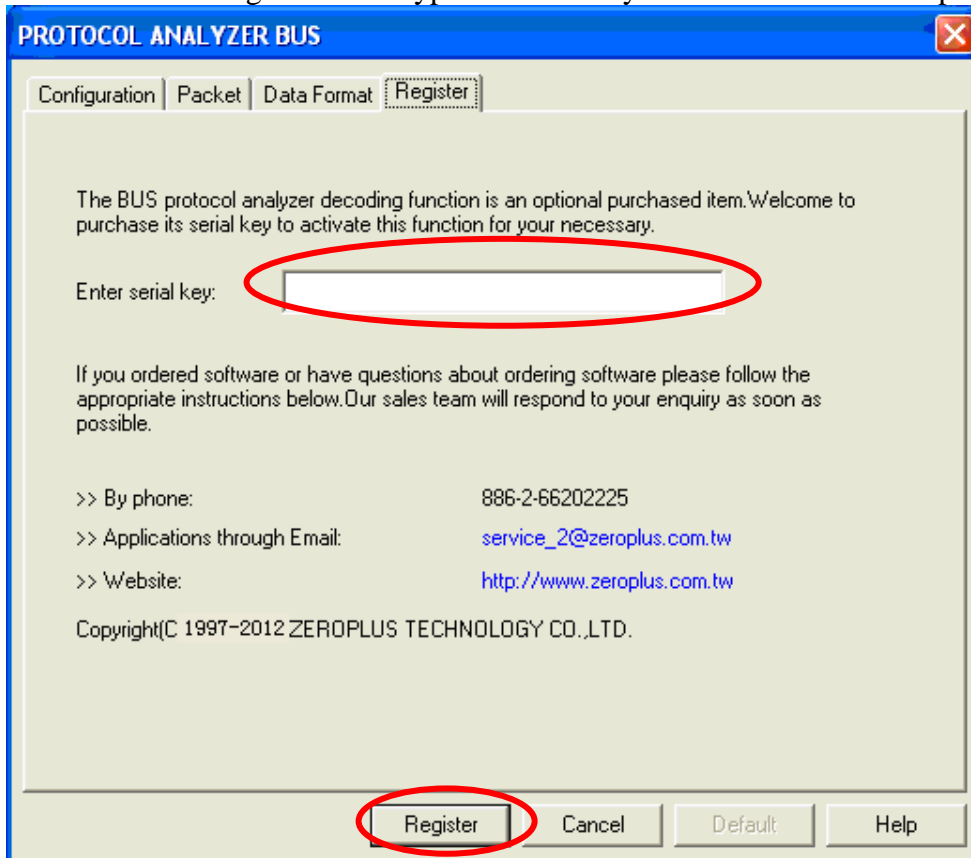 PROTOCOL ANALYZER BUS
Configuration Packet Data Format Register
The BUS protocol analyzer decoding function is an optional purchased item.Welcome to
purchase its serial key to activate this function for your necessary.
Enter serial key:
If you ordered software or have questions about ordering software please follow the
appropriate instructions below.Our sales team will respond to your enquiry as soon as
possible.
>> By phone: 886-2-66202225
>> Applications through Email: service_2@zeroplus.com.tw
>> Website: http://www.zeroplus.com.tw
Copyright(C 1997-2012 ZEROPLUS TECHNOLOGY CO.,LTD.
Register Cancel Default Help